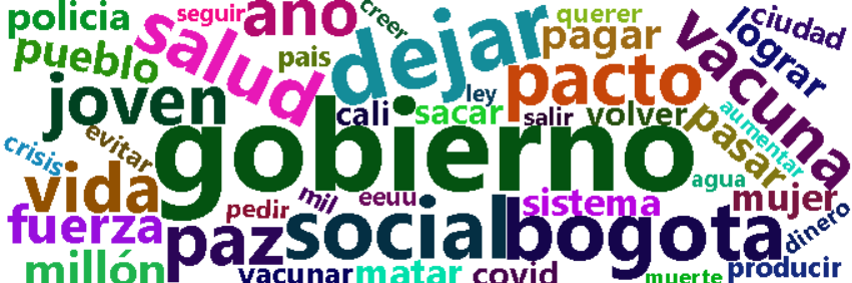 policia
seguir
ano
creer
querer
ciudad
pueblo
salud
pais
dejar
pagar
vacuna
lograr
joven
cali
sacar
ley
pacto
salir
volver
pasar
aumentar
crisis
evitar
gobierno
agua
vida
pedir
mil
eeuu
sistema
mujer
fuerza
paz
social
bogota
dinero
millón
vacunar
matar
covid
muerte
producir